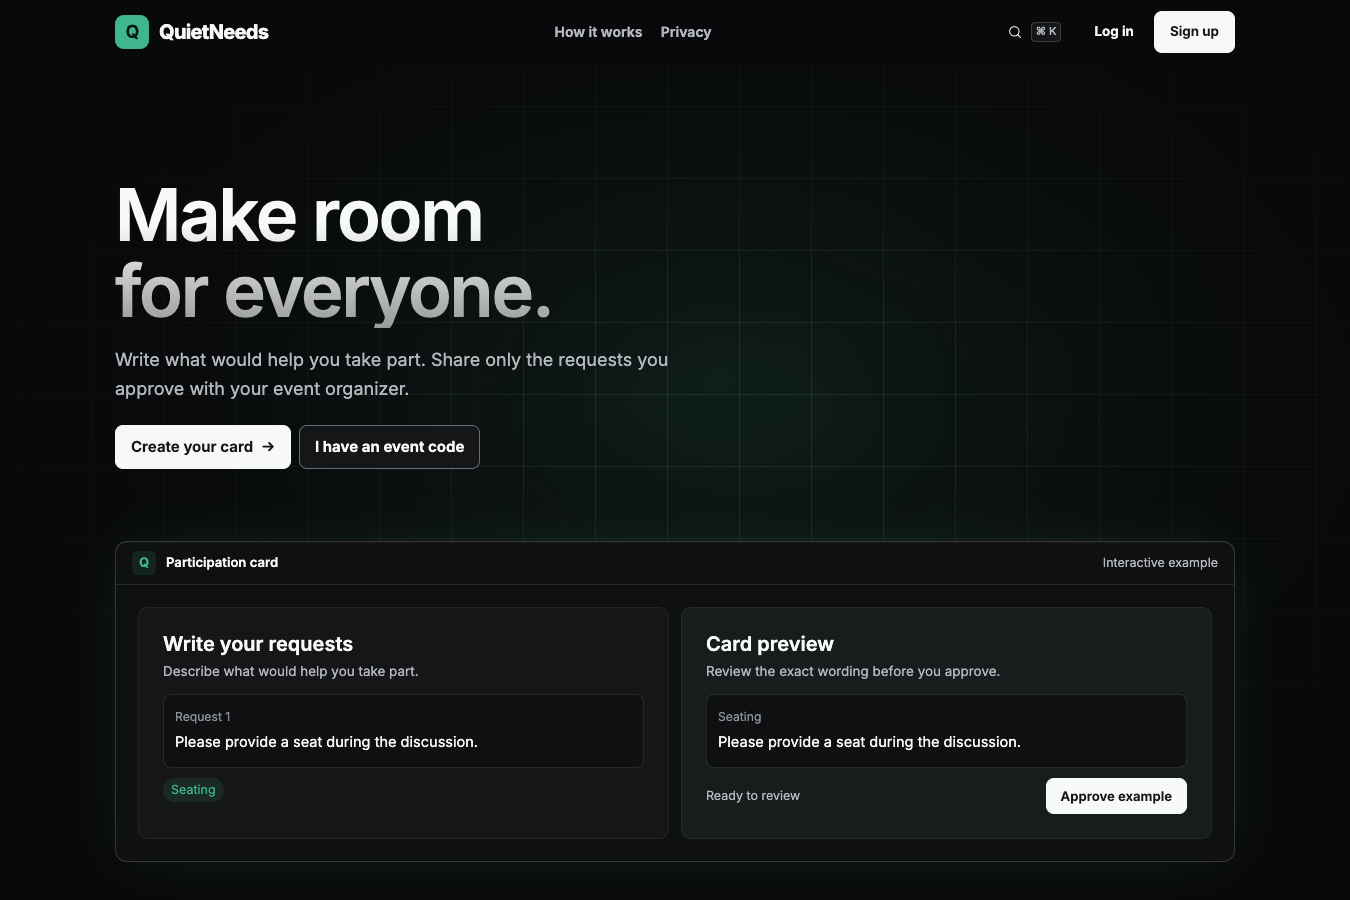 Q QuietNeeds
How it works
Privacy
⌘ K
Log in
Sign up
Make room
for everyone.
Write what would help you take part. Share only the requests you
approve with your event organizer.
Create your card →
I have an event code
Q Participation card
Interactive example
Write your requests
Describe what would help you take part.
Request 1
Please provide a seat during the discussion.
Seating
Card preview
Review the exact wording before you approve.
Seating
Please provide a seat during the discussion.
Ready to review
Approve example